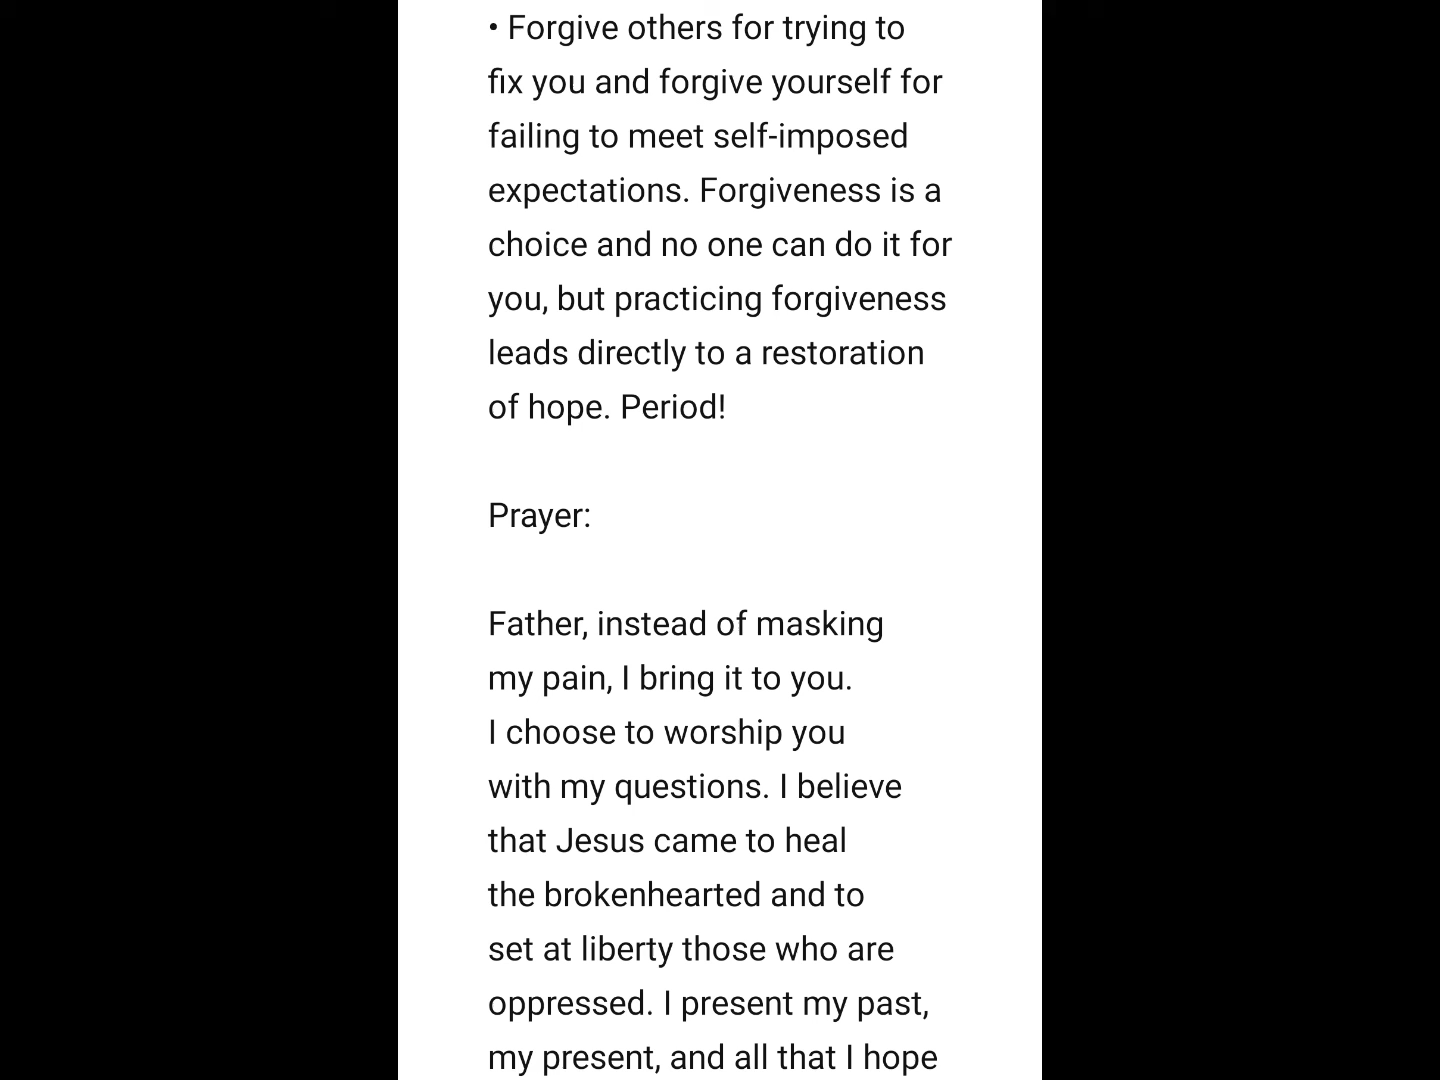 • Forgive others for trying to
fix you and forgive yourself for
failing to meet self-imposed
expectations. Forgiveness is a
choice and no one can do it for
you, but practicing forgiveness
leads directly to a restoration
of hope. Period!
Prayer:
Father, instead of masking
my pain, I bring it to you.
I choose to worship you
with my questions. I believe
that Jesus came to heal
the brokenhearted and to
set at liberty those who are
oppressed. I present my past,
my present, and all that I hope